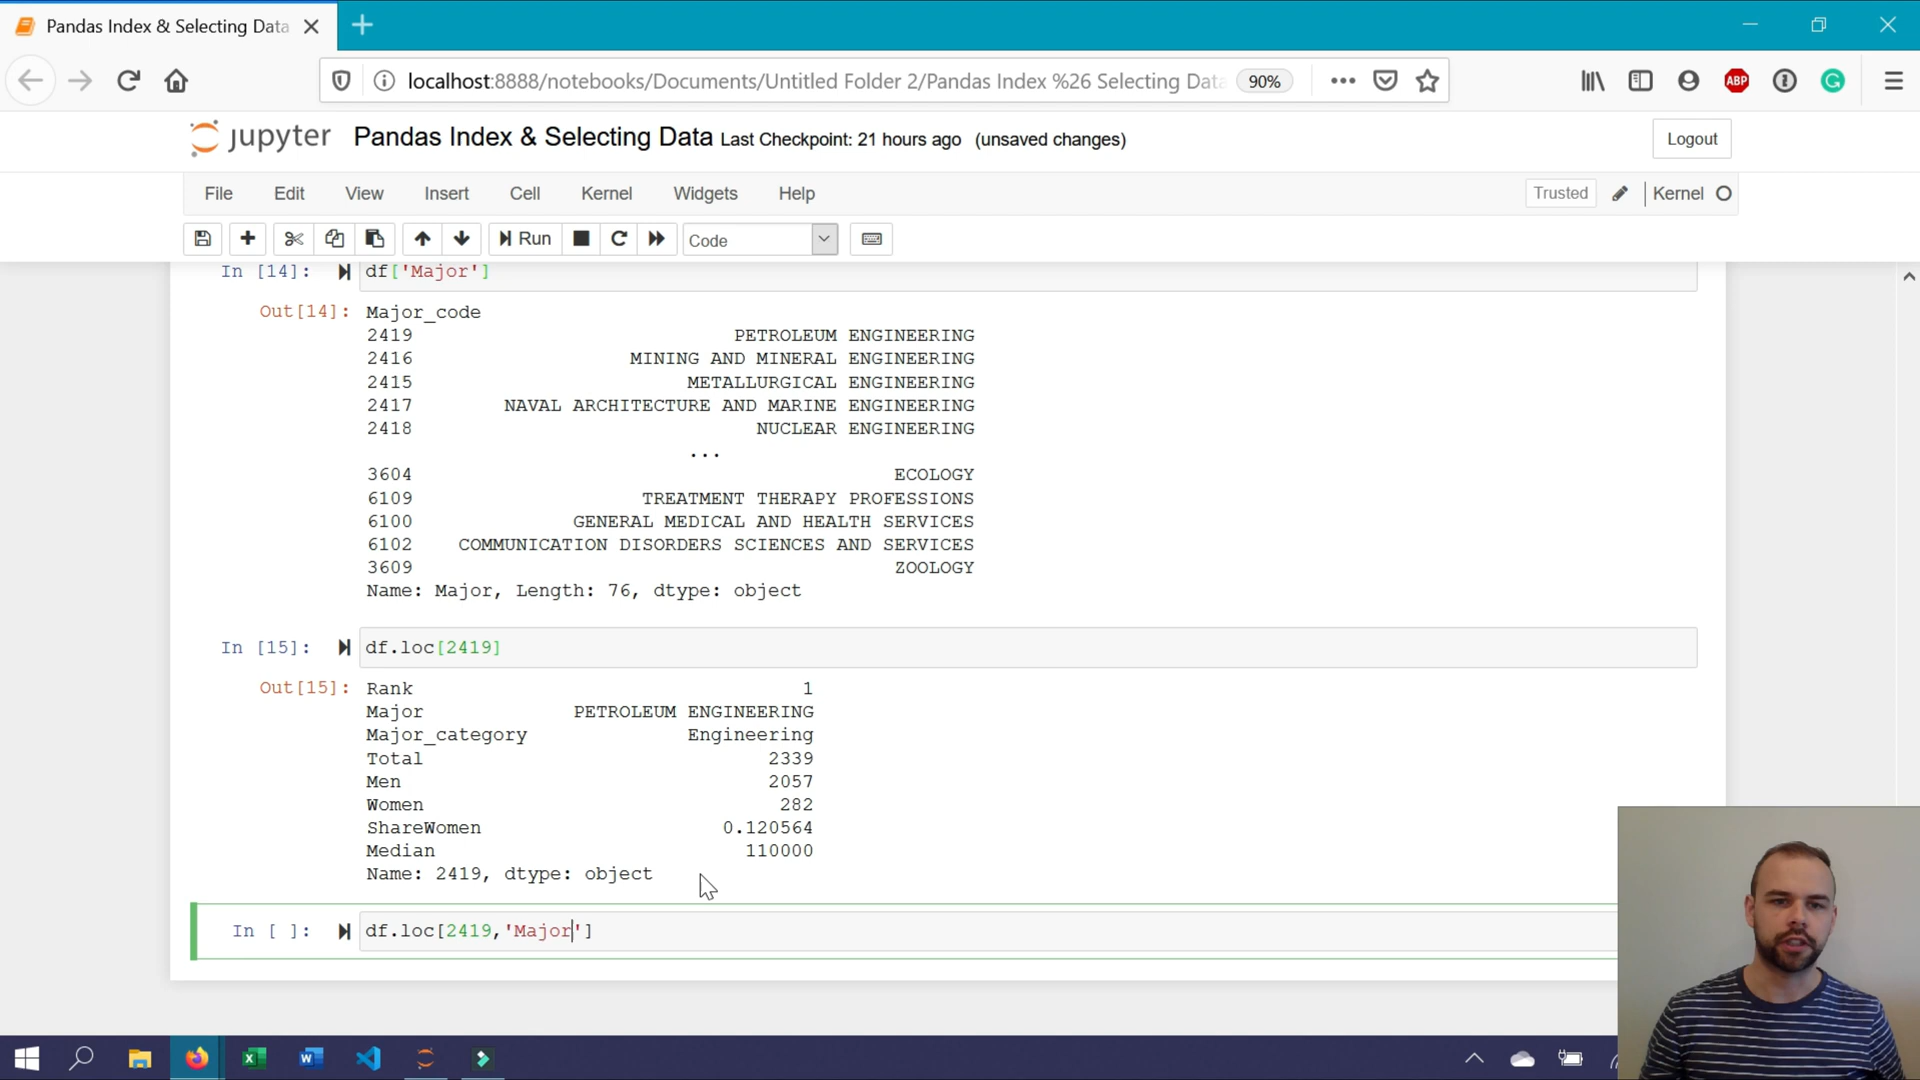 Pandas Index & Selecting Data
localhost:8888/notebooks/Documents/Untitled Folder 2/Pandas Index %26 Selecting Data
90%
ABP
jupyter
Pandas Index & Selecting Data Last Checkpoint: 21 hours ago (unsaved changes)
Logout
File Edit View Insert Cell Kernel Widgets Help
Trusted
Kernel
Run
Code
In [14]: df['Major']
Out[14]: Major_code
2419 PETROLEUM ENGINEERING
2416 MINING AND MINERAL ENGINEERING
2415 METALLURGICAL ENGINEERING
2417 NAVAL ARCHITECTURE AND MARINE ENGINEERING
2418 NUCLEAR ENGINEERING
...
3604 ECOLOGY
6109 TREATMENT THERAPY PROFESSIONS
6100 GENERAL MEDICAL AND HEALTH SERVICES
6102 COMMUNICATION DISORDERS SCIENCES AND SERVICES
3609 ZOOLOGY
Name: Major, Length: 76, dtype: object
In [15]: df.loc[2419]
Out[15]: Rank 1
Major PETROLEUM ENGINEERING
Major_category Engineering
Total 2339
Men 2057
Women 282
ShareWomen 0.120564
Median 110000
Name: 2419, dtype: object
In [ ]: df.loc[2419,'Major']